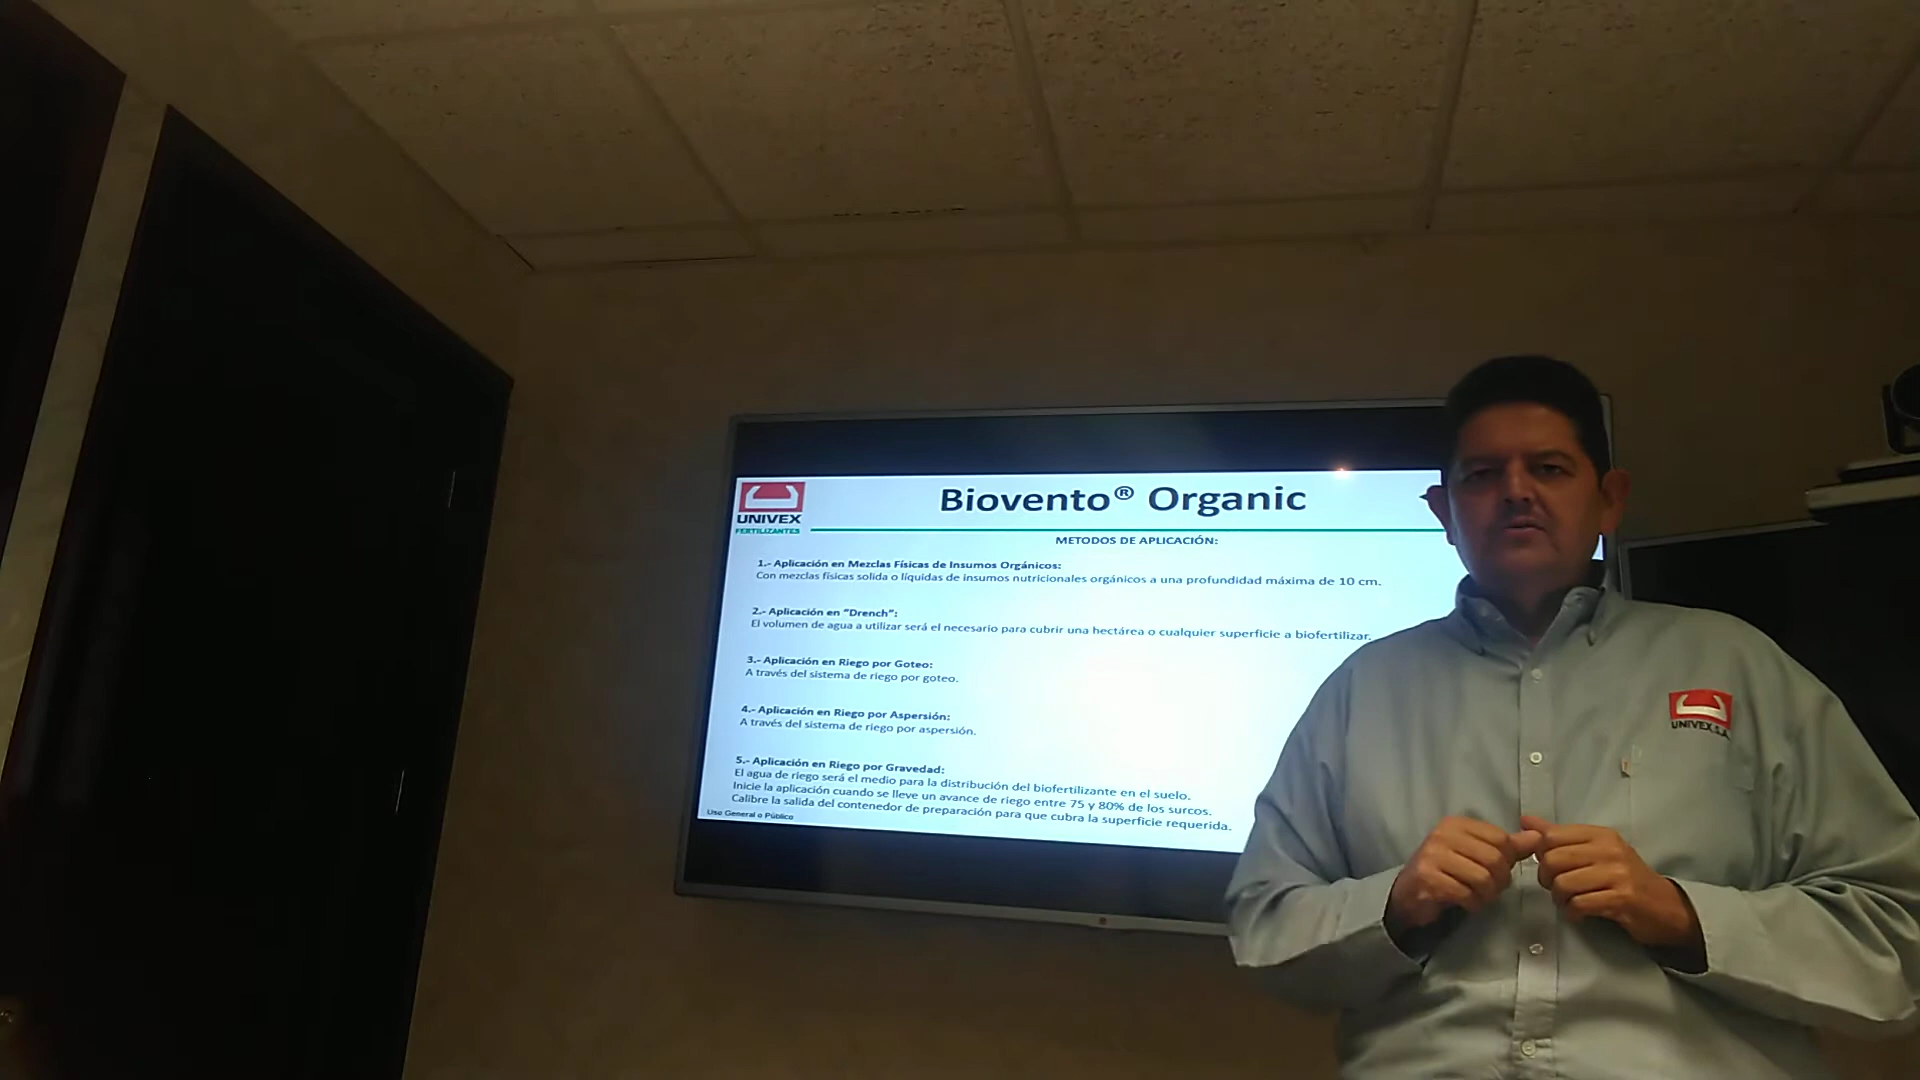 Biovento® Organic
UNIVEX
FERTILIZANTES
METODOS DE APLICACIÓN:
1.- Aplicación en Mezclas Físicas de Insumos Orgánicos:
Con mezclas físicas solida o líquidas de insumos nutricionales orgánicos a una profundidad máxima de 10 cm.
2.- Aplicación en “Drench”:
El volumen de agua a utilizar será el necesario para cubrir una hectárea o cualquier superficie a biofertilizar.
3.- Aplicación en Riego por Goteo:
A través del sistema de riego por goteo.
4.- Aplicación en Riego por Aspersión:
A través del sistema de riego por aspersión.
5.- Aplicación en Riego por Gravedad:
El agua de riego será el medio para la distribución del biofertilizante en el suelo.
Inicie la aplicación cuando se lleve un avance de riego entre 75 y 80% de los surcos.
Calibre la salida del contenedor de preparación para que cubra la superficie requerida.
Uso General o Público
UNIVEX S.A.